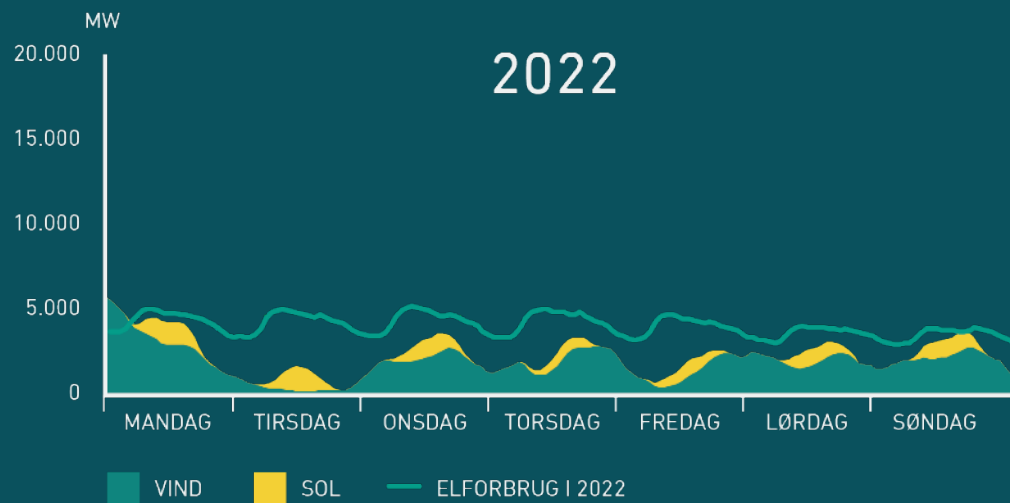 MW
2022
20.000
15.000
10.000
5.000
0
MANDAG TIRSDAG ONSDAG TORSDAG FREDAG LØRDAG SØNDAG
VIND SOL ELFORBRUG I 2022